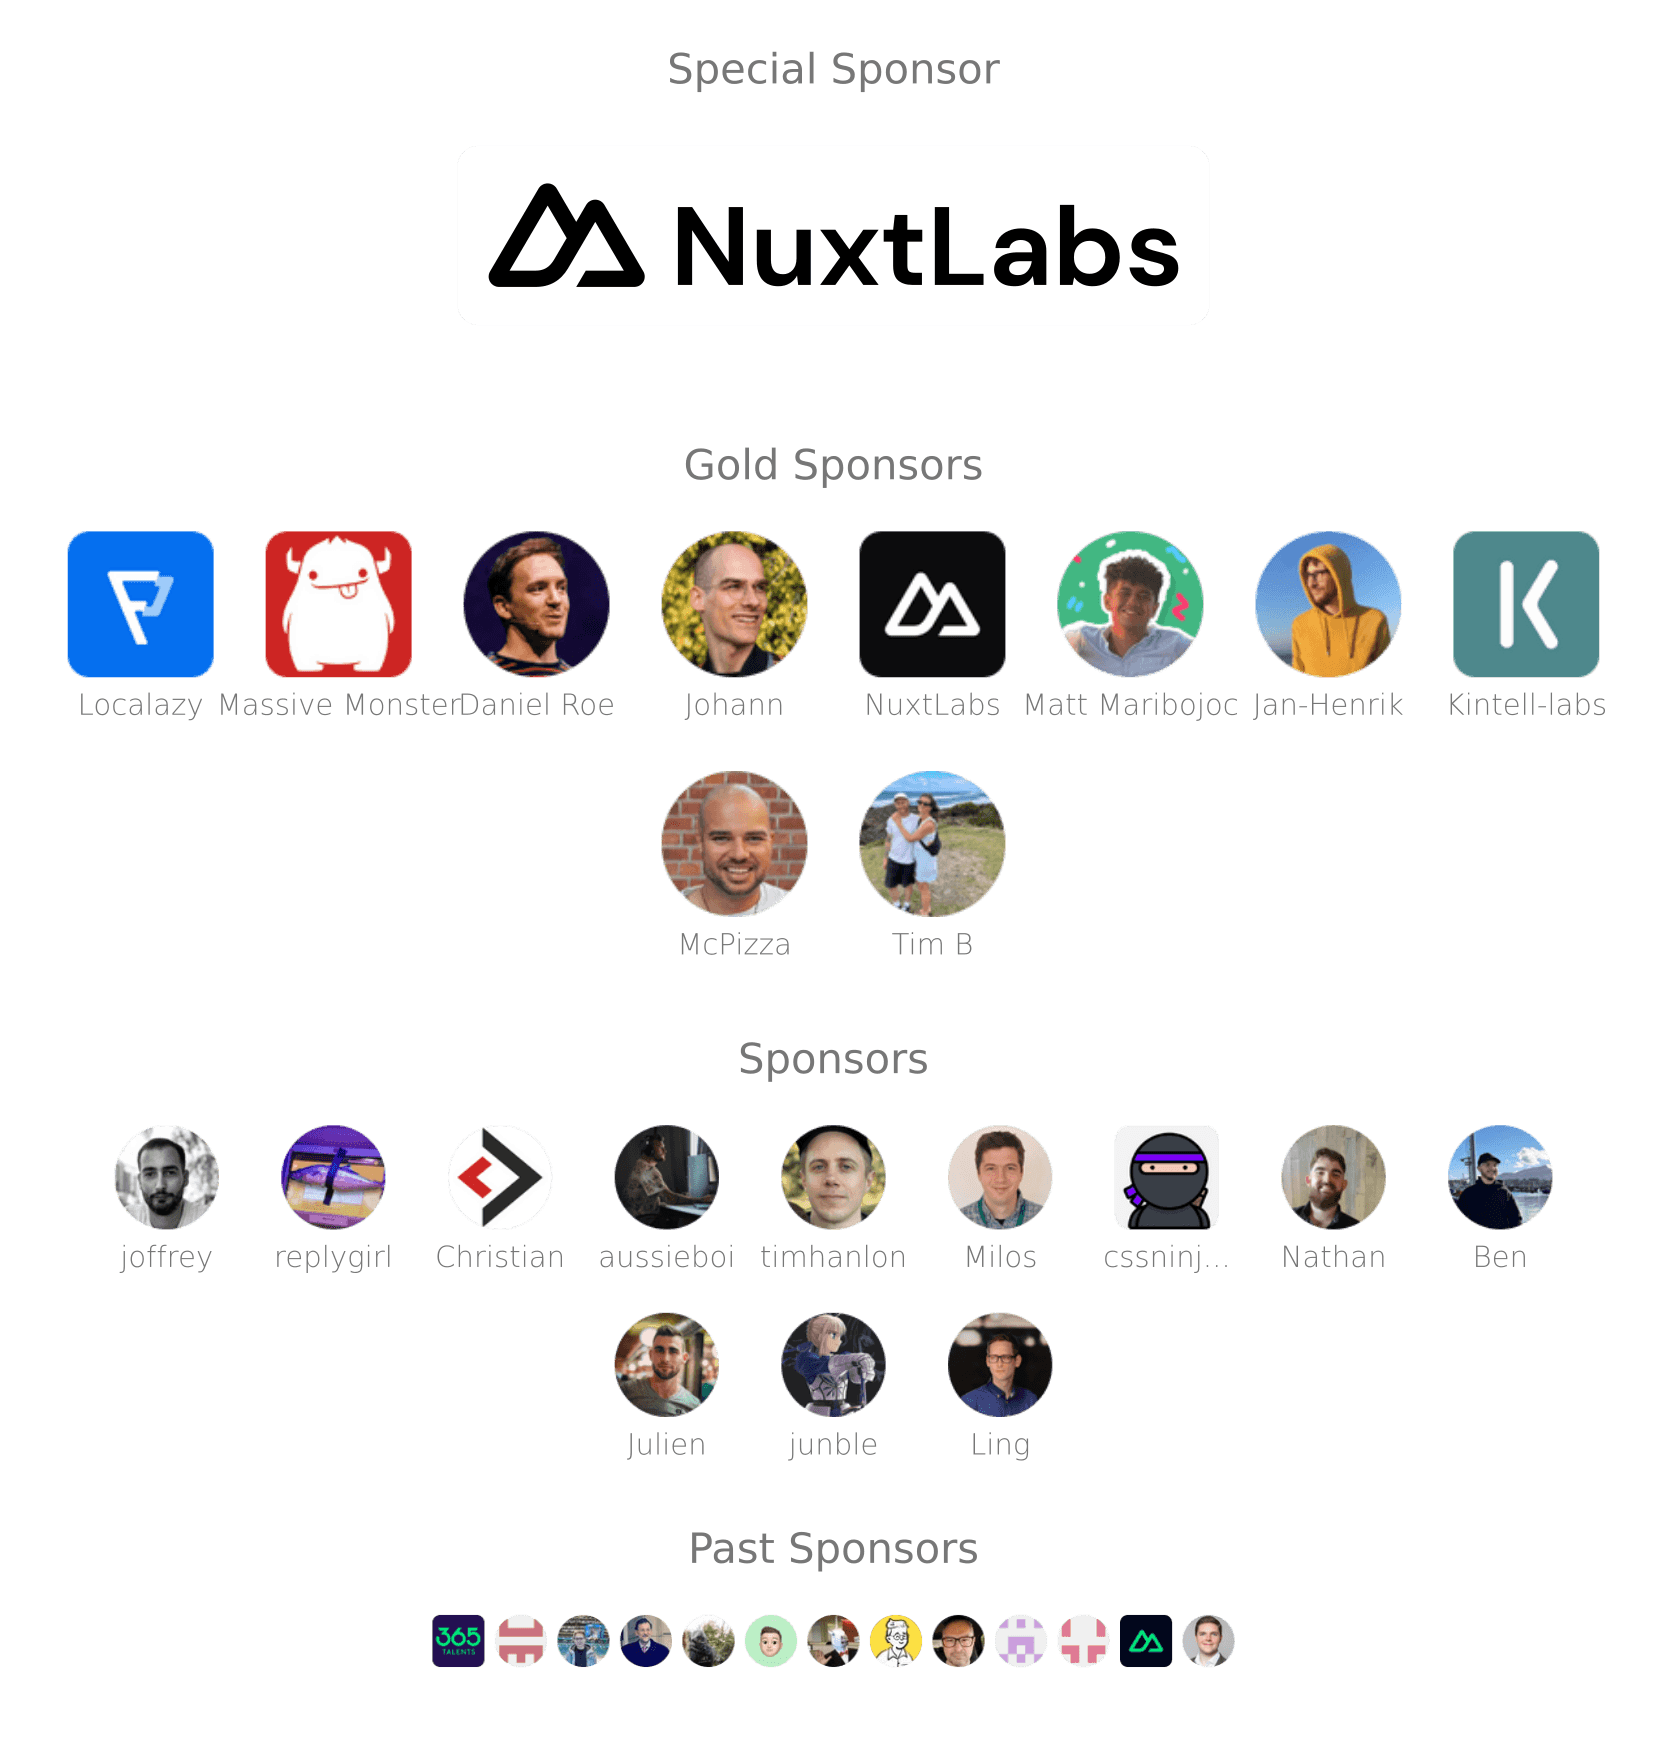 Special Sponsor
NuxtLabs
Gold Sponsors
Localazy Massive Monster Daniel Roe Johann NuxtLabs Matt Maribojoc Jan-Henrik Kintell-labs
McPizza Tim B
Sponsors
joffrey replygirl Christian aussieboi timhanlon Milos cssninj... Nathan Ben
Julien junble Ling
Past Sponsors
365
TALENTS